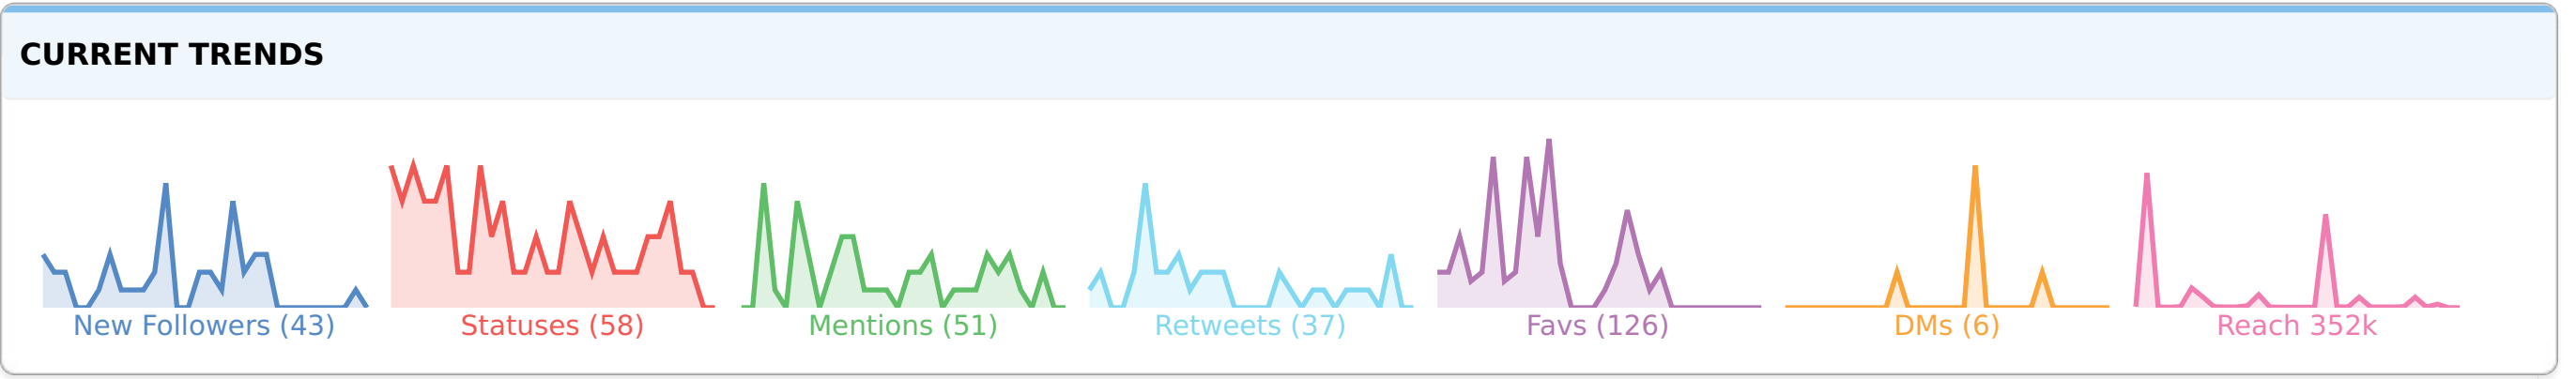 CURRENT TRENDS
New Followers (43)
Statuses (58)
Mentions (51)
Retweets (37)
Favs (126)
DMs (6)
Reach 352k